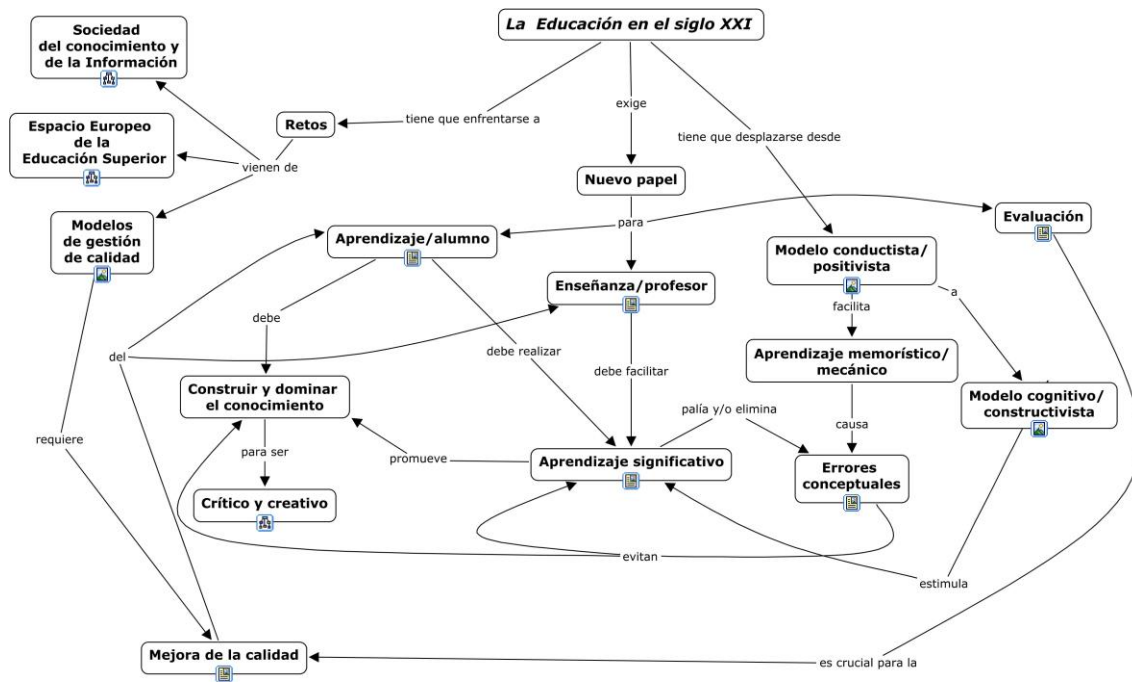 La Educación en el siglo XXI
Sociedad
del conocimiento y
de la Información
tiene que enfrentarse a
exige
tiene que desplazarse desde
Retos
Espacio Europeo
de la
Educación Superior
vienen de
Nuevo papel
para
Modelos
de gestión
de calidad
Aprendizaje/alumno
Evaluación
Modelo conductista/
positivista
Enseñanza/profesor
a
facilita
debe
del
debe realizar
debe facilitar
Aprendizaje memorístico/
mecánico
Construir y dominar
el conocimiento
Modelo cognitivo/
constructivista
palía y/o elimina
causa
requiere
para ser
promueve
Aprendizaje significativo
Errores
conceptuales
Crítico y creativo
evitan
estimula
Mejora de la calidad
es crucial para la